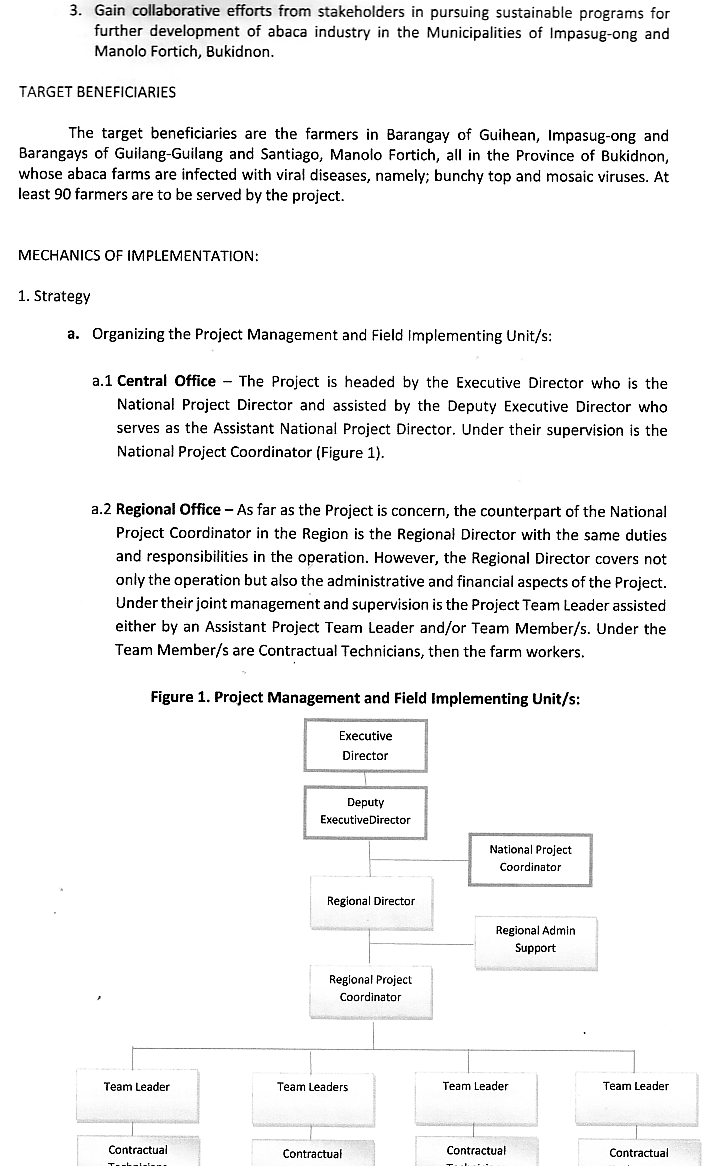 3. Gain collaborative efforts from stakeholders in pursuing sustainable programs for
further development of abaca industry in the Municipalities of Impasug-ong and
Manolo Fortich, Bukidnon.
TARGET BENEFICIARIES
The target beneficiaries are the farmers in Barangay of Guihean, Impasug-ong and
Barangays of Guilang-Guilang and Santiago, Manolo Fortich, all in the Province of Bukidnon,
whose abaca farms are infected with viral diseases, namely; bunchy top and mosaic viruses. At
least 90 farmers are to be served by the project.
MECHANICS OF IMPLEMENTATION:
1. Strategy
a. Organizing the Project Management and Field Implementing Unit/s:
a.1 Central Office – The Project is headed by the Executive Director who is the
National Project Director and assisted by the Deputy Executive Director who
serves as the Assistant National Project Director. Under their supervision is the
National Project Coordinator (Figure 1).
a.2 Regional Office – As far as the Project is concern, the counterpart of the National
Project Coordinator in the Region is the Regional Director with the same duties
and responsibilities in the operation. However, the Regional Director covers not
only the operation but also the administrative and financial aspects of the Project.
Under their joint management and supervision is the Project Team Leader assisted
either by an Assistant Project Team Leader and/or Team Member/s. Under the
Team Member/s are Contractual Technicians, then the farm workers.
Figure 1. Project Management and Field Implementing Unit/s:
Executive
Director
Deputy
ExecutiveDirector
National Project
Coordinator
Regional Director
Regional Admin
Support
Regional Project
Coordinator
Team Leader
Team Leaders
Team Leader
Team Leader
Contractual
Contractual
Contractual
Contractual